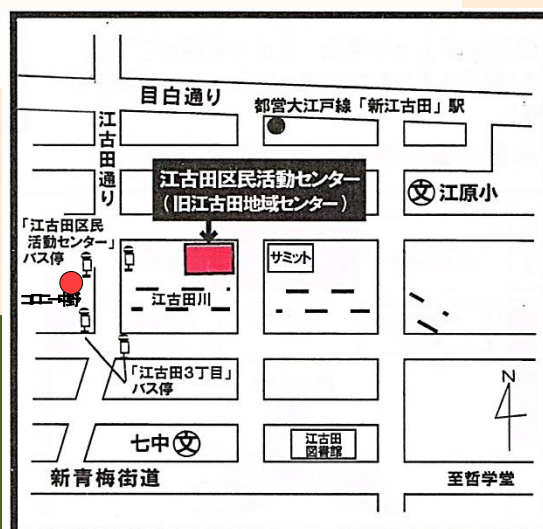 目白通り
都営大江戸線「新江古田」駅
江古田通り
江古田区民活動センター
(旧江古田地域センター)
文 江原小
「江古田区民
活動センター」
バス停
サミット
江古田川
N
「江古田3丁目」
バス停
七中 文
江古田
図書館
新青梅街道
至哲学堂